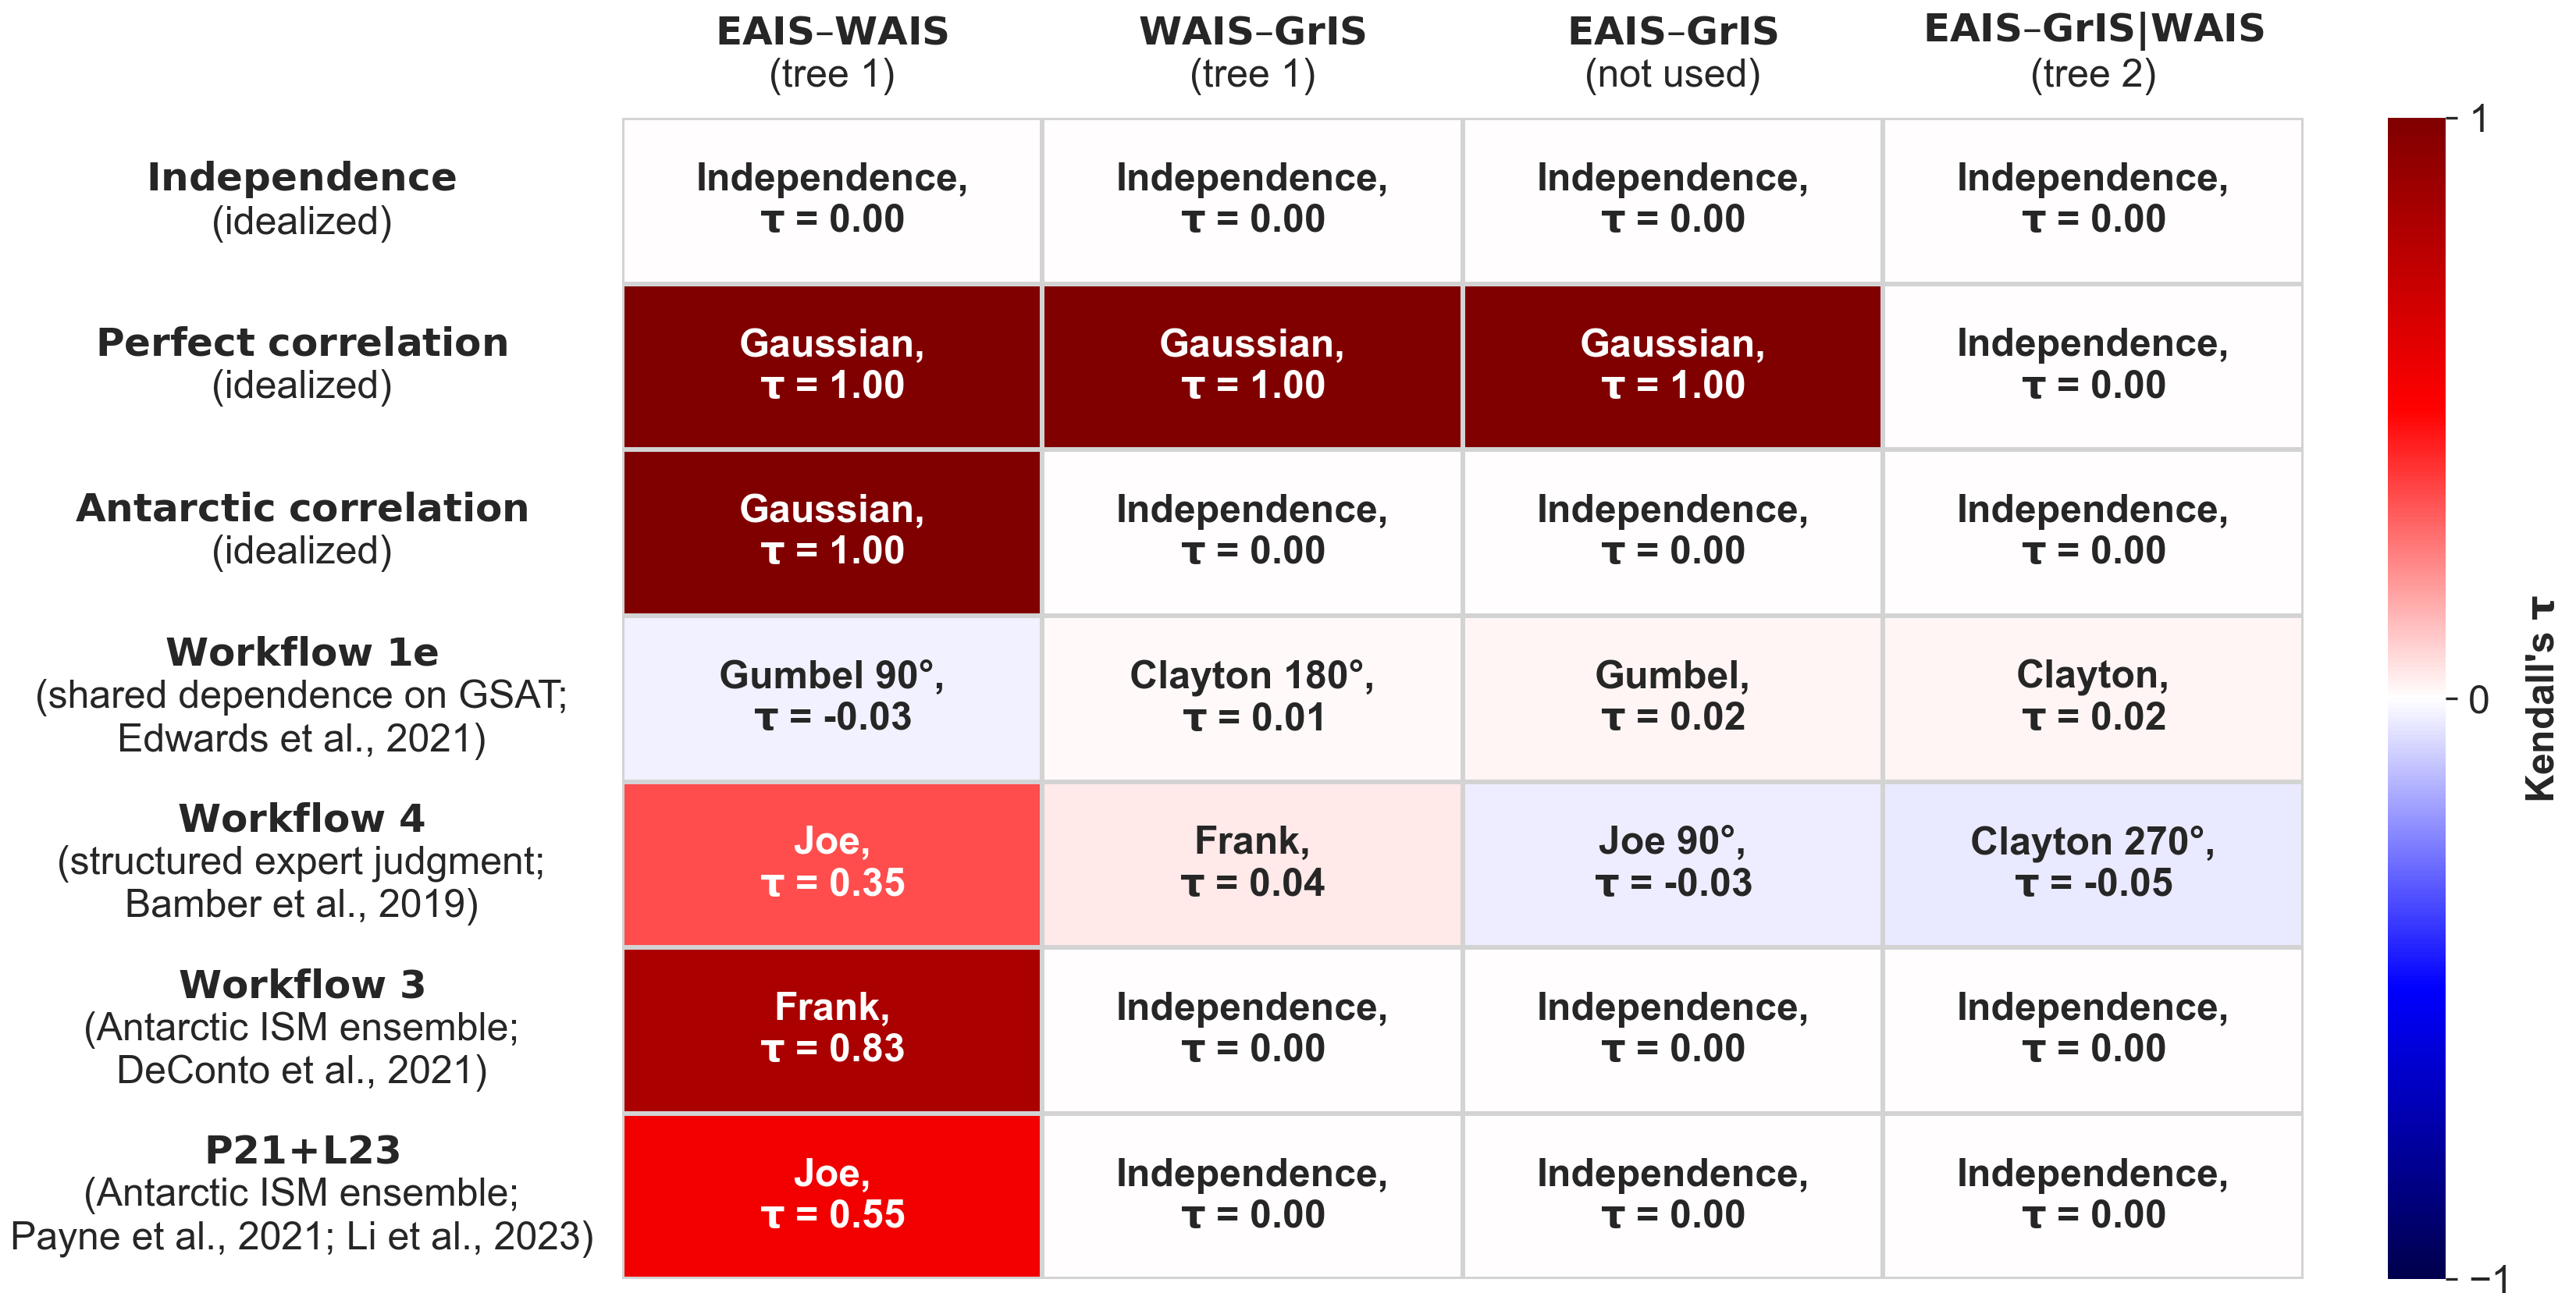 EAIS–WAIS
(tree 1)
WAIS–GrIS
(tree 1)
EAIS–GrIS
(not used)
EAIS–GrIS|WAIS
(tree 2)
Independence
(idealized)
Independence,
τ = 0.00
Independence,
τ = 0.00
Independence,
τ = 0.00
Independence,
τ = 0.00
Perfect correlation
(idealized)
Gaussian,
τ = 1.00
Gaussian,
τ = 1.00
Gaussian,
τ = 1.00
Independence,
τ = 0.00
Antarctic correlation
(idealized)
Gaussian,
τ = 1.00
Independence,
τ = 0.00
Independence,
τ = 0.00
Independence,
τ = 0.00
Workflow 1e
(shared dependence on GSAT;
Edwards et al., 2021)
Gumbel 90°,
τ = -0.03
Clayton 180°,
τ = 0.01
Gumbel,
τ = 0.02
Clayton,
τ = 0.02
Workflow 4
(structured expert judgment;
Bamber et al., 2019)
Joe,
τ = 0.35
Frank,
τ = 0.04
Joe 90°,
τ = -0.03
Clayton 270°,
τ = -0.05
Workflow 3
(Antarctic ISM ensemble;
DeConto et al., 2021)
Frank,
τ = 0.83
Independence,
τ = 0.00
Independence,
τ = 0.00
Independence,
τ = 0.00
P21+L23
(Antarctic ISM ensemble;
Payne et al., 2021; Li et al., 2023)
Joe,
τ = 0.55
Independence,
τ = 0.00
Independence,
τ = 0.00
Independence,
τ = 0.00
1
0
−1
Kendall's τ